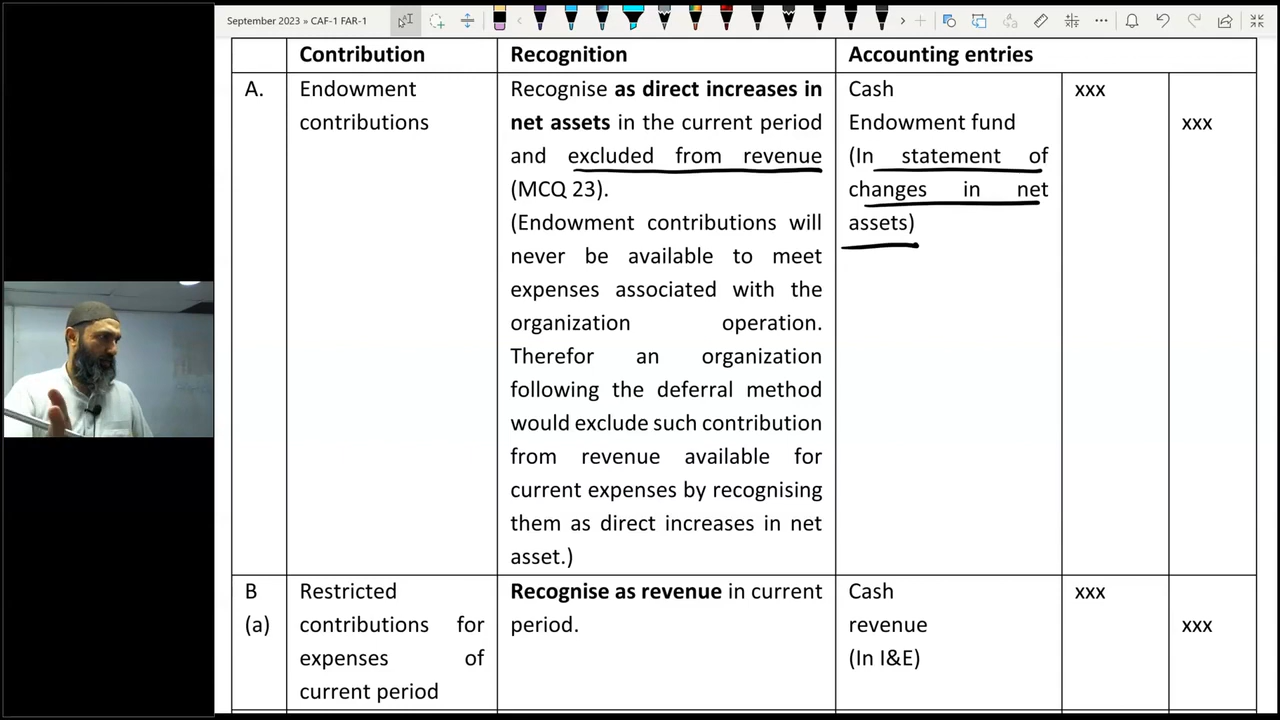 September 2023 » CAF-1 FAR-1
Contribution Recognition Accounting entries
A. Endowment contributions
Recognise as direct increases in
net assets in the current period
and excluded from revenue
(MCQ 23).
(Endowment contributions will
never be available to meet
expenses associated with the
organization operation.
Therefor an organization
following the deferral method
would exclude such contribution
from revenue available for
current expenses by recognising
them as direct increases in net
asset.)
Cash xxx
Endowment fund xxx
(In statement of
changes in net
assets)
B
(a)
Restricted
contributions for
expenses of
current period
Recognise as revenue in current
period.
Cash xxx
revenue xxx
(In I&E)